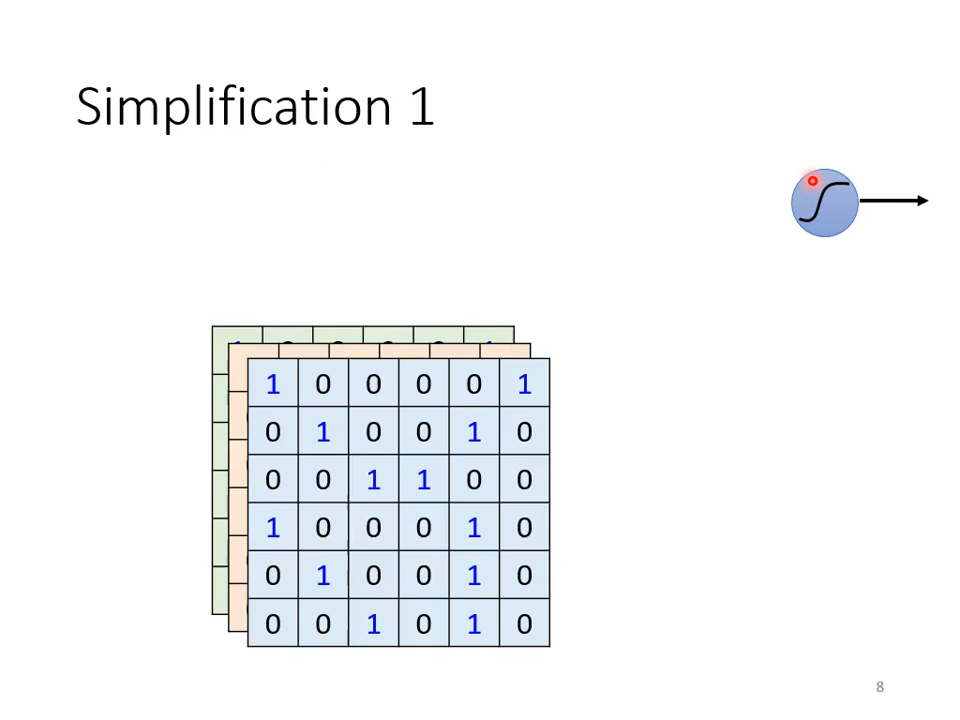 Simplification 1
1 0 0 0 0 1
0 1 0 0 1 0
0 0 1 1 0 0
1 0 0 0 1 0
0 1 0 0 1 0
0 0 1 0 1 0
8